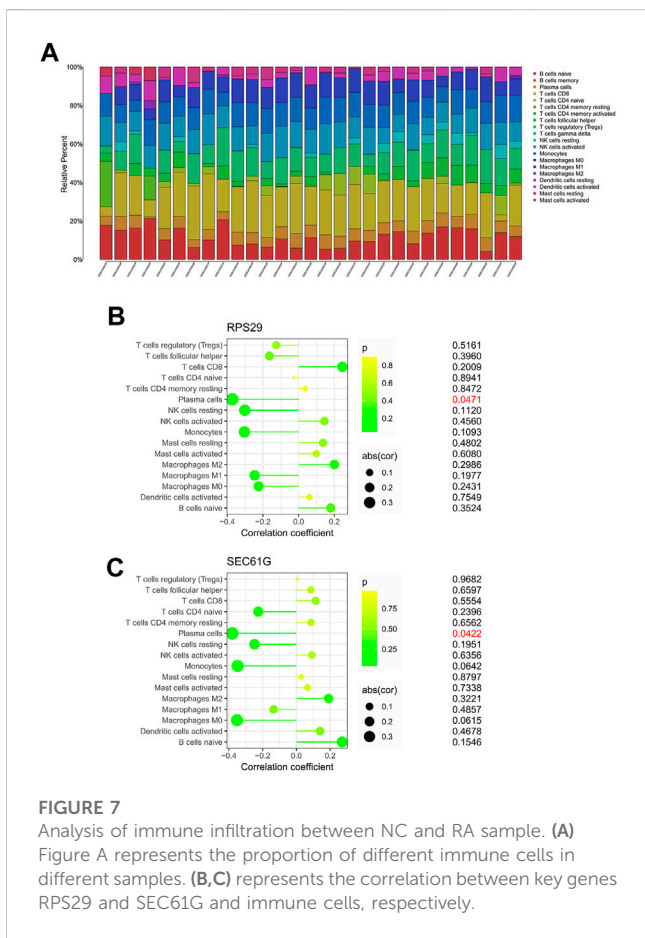 A
100%
80%
60%
40%
20%
0%
Relative Percent
B cells naive
B cells memory
Plasma cells
T cells CD8
T cells CD4 naive
T cells CD4 memory resting
T cells CD4 memory activated
T cells follicular helper
T cells regulatory (Tregs)
T cells gamma delta
NK cells resting
NK cells activated
Monocytes
Macrophages M0
Macrophages M1
Macrophages M2
Dendritic cells resting
Dendritic cells activated
Mast cells resting
Mast cells activated
B
RPS29
T cells regulatory (Tregs) 0.5161
T cells follicular helper 0.3960
T cells CD8 0.2009
T cells CD4 naive 0.8941
T cells CD4 memory resting 0.8472
Plasma cells 0.0471
NK cells resting 0.1120
NK cells activated 0.4560
Monocytes 0.1093
Mast cells resting 0.4802
Mast cells activated 0.6080
Macrophages M2 0.2986
Macrophages M1 0.1977
Macrophages M0 0.2431
Dendritic cells activated 0.7549
B cells naive 0.3524
-0.4 -0.2 0.0 0.2
Correlation coefficient
p
0.8
0.6
0.4
0.2
abs(cor)
0.1
0.2
0.3
C
SEC61G
T cells regulatory (Tregs) 0.9682
T cells follicular helper 0.6597
T cells CD8 0.5554
T cells CD4 naive 0.2396
T cells CD4 memory resting 0.6562
Plasma cells 0.0422
NK cells resting 0.1951
NK cells activated 0.6356
Monocytes 0.0642
Mast cells resting 0.8797
Mast cells activated 0.7338
Macrophages M2 0.3221
Macrophages M1 0.4857
Macrophages M0 0.0615
Dendritic cells activated 0.4678
B cells naive 0.1546
-0.4 -0.2 0.0 0.2
Correlation coefficient
p
0.75
0.50
0.25
abs(cor)
0.1
0.2
0.3
FIGURE 7
Analysis of immune infiltration between NC and RA sample. (A)
Figure A represents the proportion of different immune cells in
different samples. (B,C) represents the correlation between key genes
RPS29 and SEC61G and immune cells, respectively.